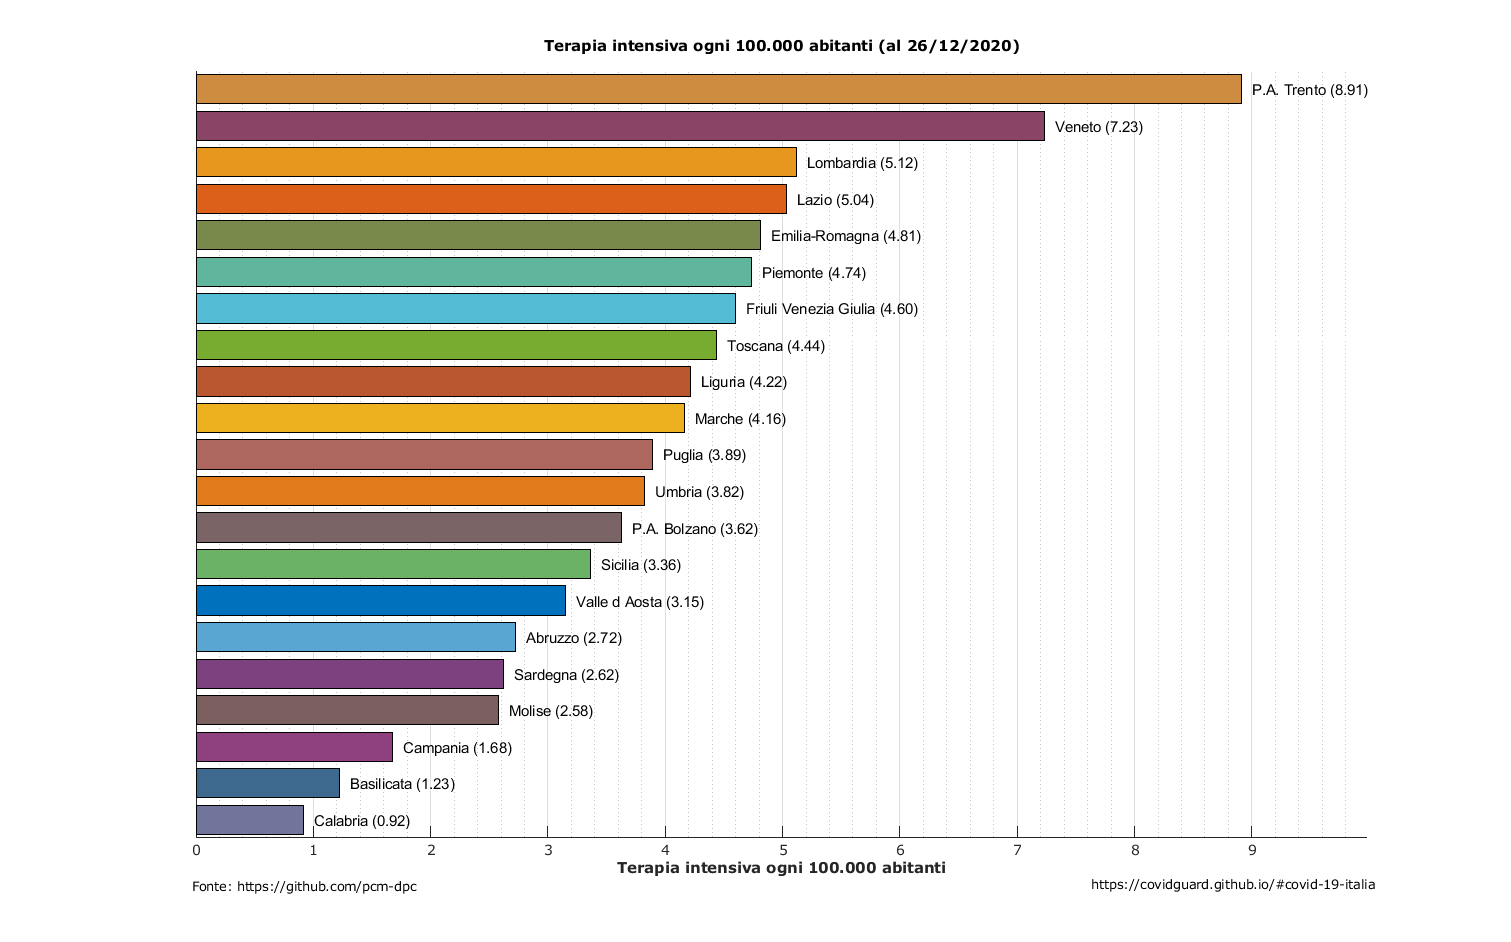 Terapia intensiva ogni 100.000 abitanti (al 26/12/2020)
P.A. Trento (8.91)
Veneto (7.23)
Lombardia (5.12)
Lazio (5.04)
Emilia-Romagna (4.81)
Piemonte (4.74)
Friuli Venezia Giulia (4.60)
Toscana (4.44)
Liguria (4.22)
Marche (4.16)
Puglia (3.89)
Umbria (3.82)
P.A. Bolzano (3.62)
Sicilia (3.36)
Valle d Aosta (3.15)
Abruzzo (2.72)
Sardegna (2.62)
Molise (2.58)
Campania (1.68)
Basilicata (1.23)
Calabria (0.92)
0 1 2 3 4 5 6 7 8 9
Terapia intensiva ogni 100.000 abitanti
Fonte: https://github.com/pcm-dpc
https://covidguard.github.io/#covid-19-italia